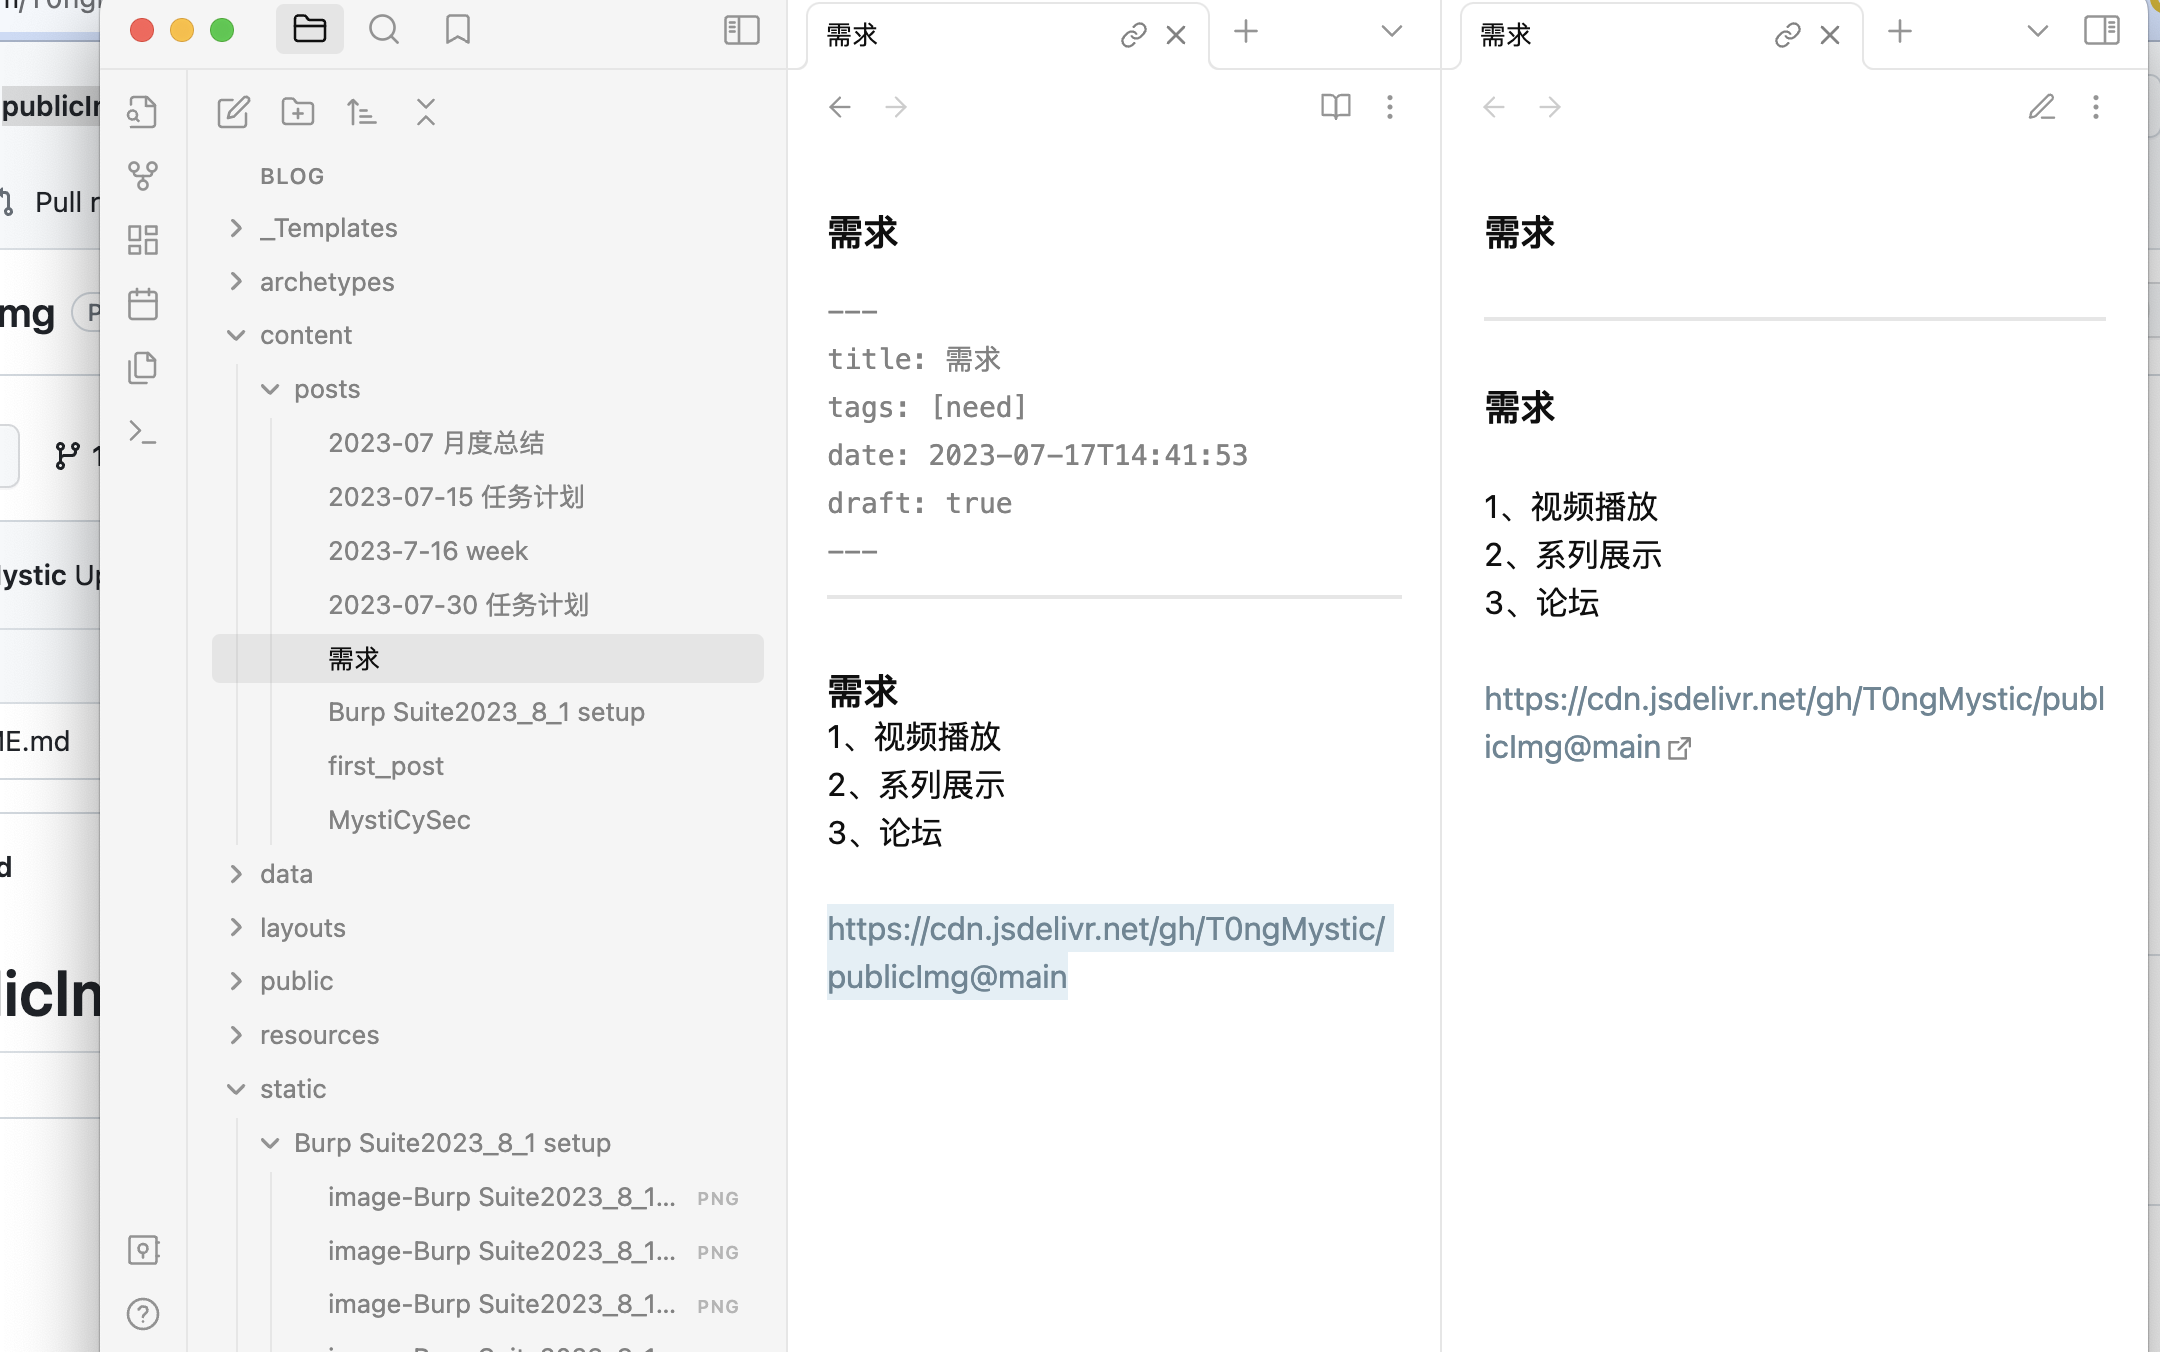 publicIm
Pull r
mg
P
ystic Up
IE.md
d
licIn
BLOG
_Templates
archetypes
content
posts
2023-07 月度总结
2023-07-15 任务计划
2023-7-16 week
2023-07-30 任务计划
需求
Burp Suite2023_8_1 setup
first_post
MystiCySec
data
layouts
public
resources
static
Burp Suite2023_8_1 setup
image-Burp Suite2023_8_1... PNG
image-Burp Suite2023_8_1... PNG
image-Burp Suite2023_8_1... PNG
需求
需求
---
title: 需求
tags: [need]
date: 2023-07-17T14:41:53
draft: true
---
需求
1、视频播放
2、系列展示
3、论坛
https://cdn.jsdelivr.net/gh/T0ngMystic/
publicImg@main
需求
需求
需求
1、视频播放
2、系列展示
3、论坛
https://cdn.jsdelivr.net/gh/T0ngMystic/publ
icImg@main